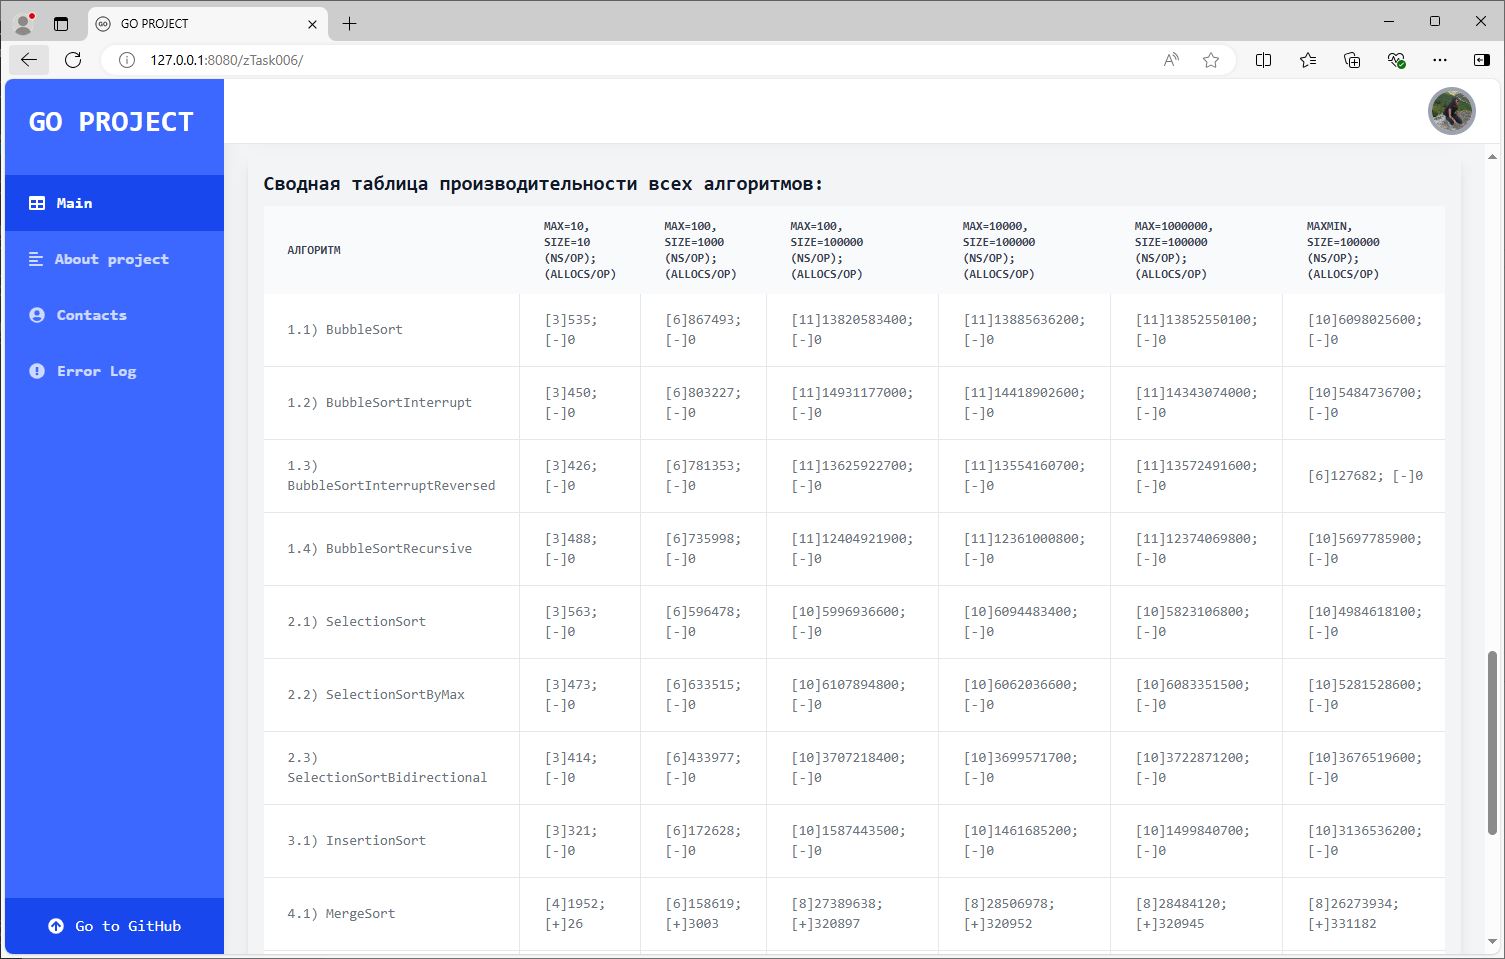 GO PROJECT
127.0.0.1:8080/zTask006/
GO PROJECT
Main
About project
Contacts
Error Log
Go to GitHub
Сводная таблица производительности всех алгоритмов:
АЛГОРИТМ
MAX=10,
SIZE=10
(NS/OP);
(ALLOCS/OP)
MAX=100,
SIZE=1000
(NS/OP);
(ALLOCS/OP)
MAX=100,
SIZE=100000
(NS/OP);
(ALLOCS/OP)
MAX=10000,
SIZE=100000
(NS/OP);
(ALLOCS/OP)
MAX=1000000,
SIZE=100000
(NS/OP);
(ALLOCS/OP)
MAXMIN,
SIZE=100000
(NS/OP);
(ALLOCS/OP)
1.1) BubbleSort
[3]535;
[-]0
[6]867493;
[-]0
[11]13820583400;
[-]0
[11]13885636200;
[-]0
[11]13852550100;
[-]0
[10]6098025600;
[-]0
1.2) BubbleSortInterrupt
[3]450;
[-]0
[6]803227;
[-]0
[11]14931177000;
[-]0
[11]14418902600;
[-]0
[11]14343074000;
[-]0
[10]5484736700;
[-]0
1.3)
BubbleSortInterruptReversed
[3]426;
[-]0
[6]781353;
[-]0
[11]13625922700;
[-]0
[11]13554160700;
[-]0
[11]13572491600;
[-]0
[6]127682; [-]0
1.4) BubbleSortRecursive
[3]488;
[-]0
[6]735998;
[-]0
[11]12404921900;
[-]0
[11]12361000800;
[-]0
[11]12374069800;
[-]0
[10]5697785900;
[-]0
2.1) SelectionSort
[3]563;
[-]0
[6]596478;
[-]0
[10]5996936600;
[-]0
[10]6094483400;
[-]0
[10]5823106800;
[-]0
[10]4984618100;
[-]0
2.2) SelectionSortByMax
[3]473;
[-]0
[6]633515;
[-]0
[10]6107894800;
[-]0
[10]6062036600;
[-]0
[10]6083351500;
[-]0
[10]5281528600;
[-]0
2.3)
SelectionSortBidirectional
[3]414;
[-]0
[6]433977;
[-]0
[10]3707218400;
[-]0
[10]3699571700;
[-]0
[10]3722871200;
[-]0
[10]3676519600;
[-]0
3.1) InsertionSort
[3]321;
[-]0
[6]172628;
[-]0
[10]1587443500;
[-]0
[10]1461685200;
[-]0
[10]1499840700;
[-]0
[10]3136536200;
[-]0
4.1) MergeSort
[4]1952;
[+]26
[6]158619;
[+]3003
[8]27389638;
[+]320897
[8]28506978;
[+]320952
[8]28484120;
[+]320945
[8]26273934;
[+]331182